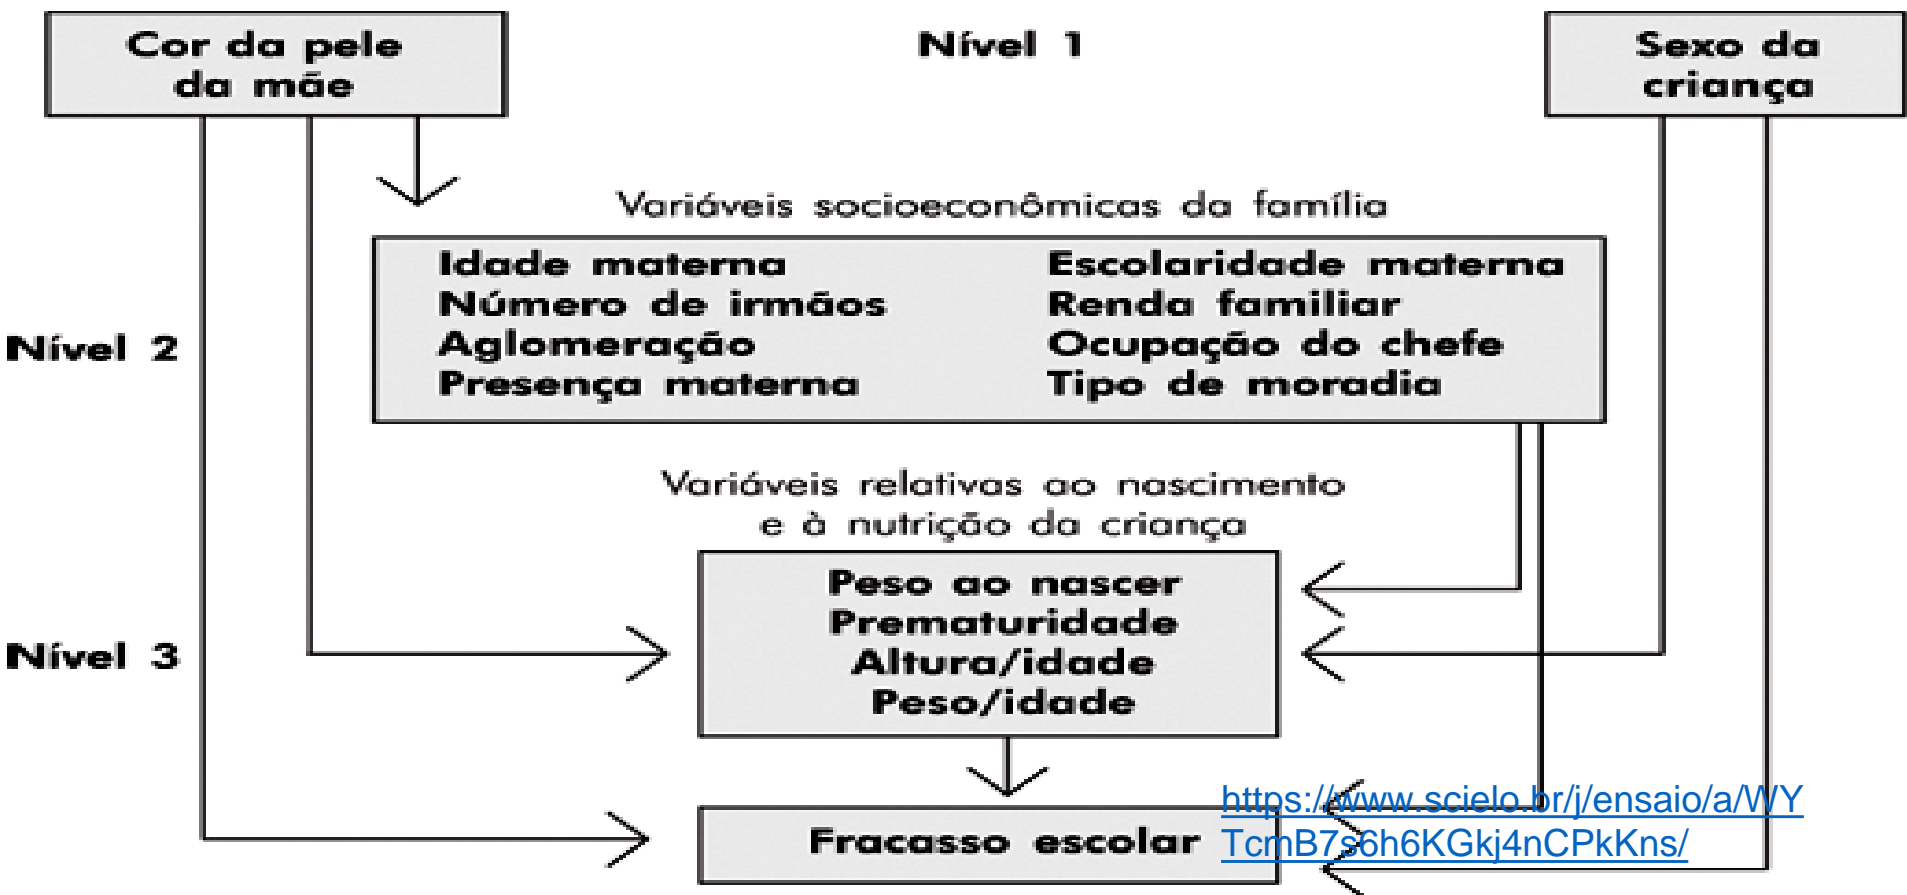 Cor da pele
da mãe
Nível 1
Sexo da
criança
Variáveis socioeconômicas da família
Idade materna
Número de irmãos
Aglomeração
Presença materna
Escolaridade materna
Renda familiar
Ocupação do chefe
Tipo de moradia
Nível 2
Variáveis relativas ao nascimento
e à nutrição da criança
Peso ao nascer
Prematuridade
Altura/idade
Peso/idade
Nível 3
Fracasso escolar
https://www.scielo.br/j/ensaio/a/WY
TcmB7s6h6KGkj4nCPkKns/